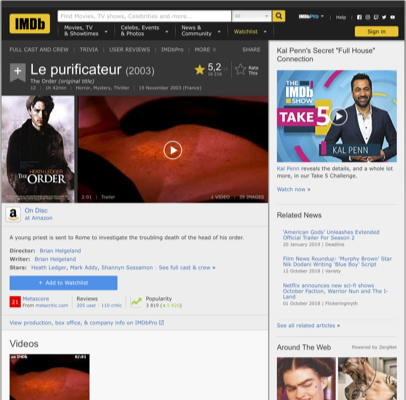 IMDb
Find Movies, TV shows, Celebrities and more...
All
Movies, TV & Showtimes
Celebs, Events & Photos
News & Community
Watchlist
IMDbPro
Help
Sign in
FULL CAST AND CREW | TRIVIA | USER REVIEWS | IMDbPro | MORE
SHARE
Le purificateur (2003)
The Order (original title)
12 | 1h 42min | Horror, Mystery, Thriller | 19 November 2003 (France)
5,2
Rate This
HEATH LEDGER
THE ORDER
2:01 | Trailer
1 VIDEO | 39 IMAGES
On Disc
at Amazon
A young priest is sent to Rome to investigate the troubling death of the head of his order.
Director: Brian Helgeland
Writer: Brian Helgeland
Stars: Heath Ledger, Mark Addy, Shannyn Sossamon | See full cast & crew »
+ Add to Watchlist
21 Metascore
From metacritic.com
Reviews
205 user | 110 critic
Popularity
View production, box office, & company info on IMDbPro
Videos
IMDb
02:01
Kal Penn's Secret "Full House" Connection
THE IMDb SHOW
TAKE 5
KAL PENN
Kal Penn reveals the details, and a whole lot more, in our Take 5 Challenge.
Watch now »
Related News
'American Gods' Unleashes Extended Official Trailer For Season 2
20 January 2019 | Deadline
Film News Roundup: 'Murphy Brown' Star Nik Dodani Writing 'Blue Boy' Script
Variety
Netflix announces new sci-fi shows October Faction, Warrior Nun and The I-Land
Flickeringmyth
See all related articles »
Around The Web
Powered by ZergNet